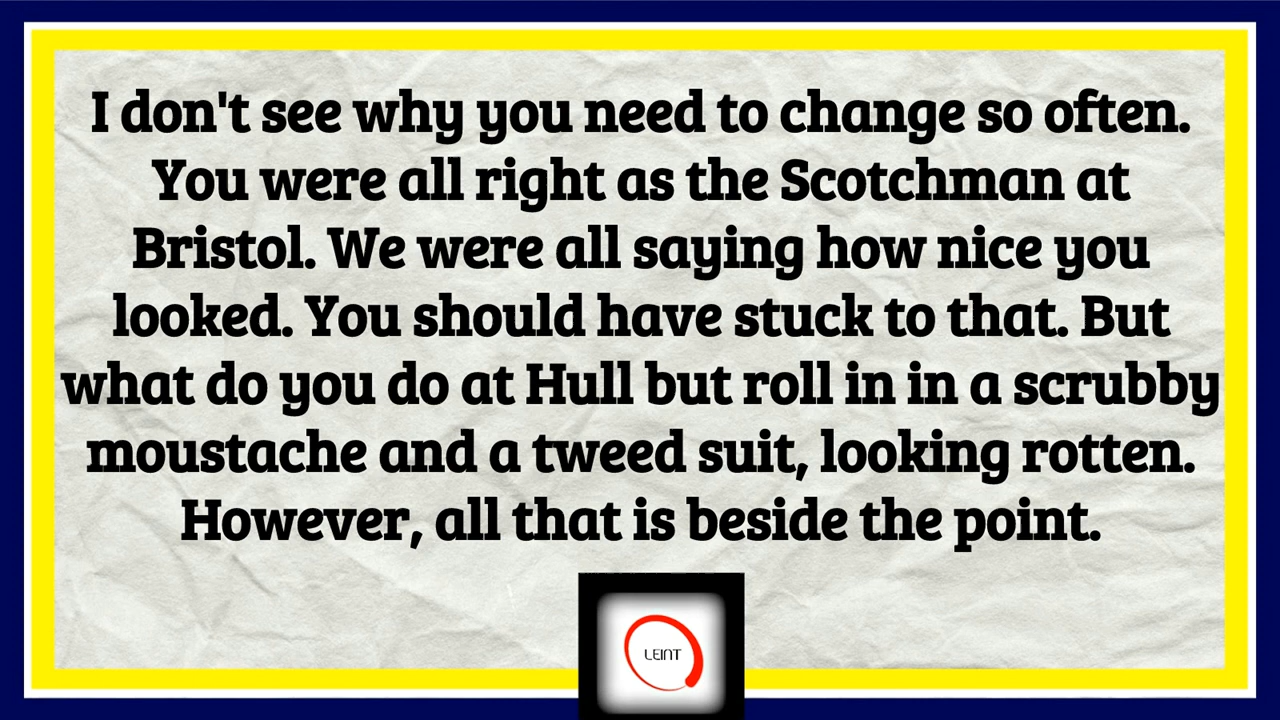 I don't see why you need to change so often.
You were all right as the Scotchman at
Bristol. We were all saying how nice you
looked. You should have stuck to that. But
what do you do at Hull but roll in in a scrubby
moustache and a tweed suit, looking rotten.
However, all that is beside the point.
LEINT